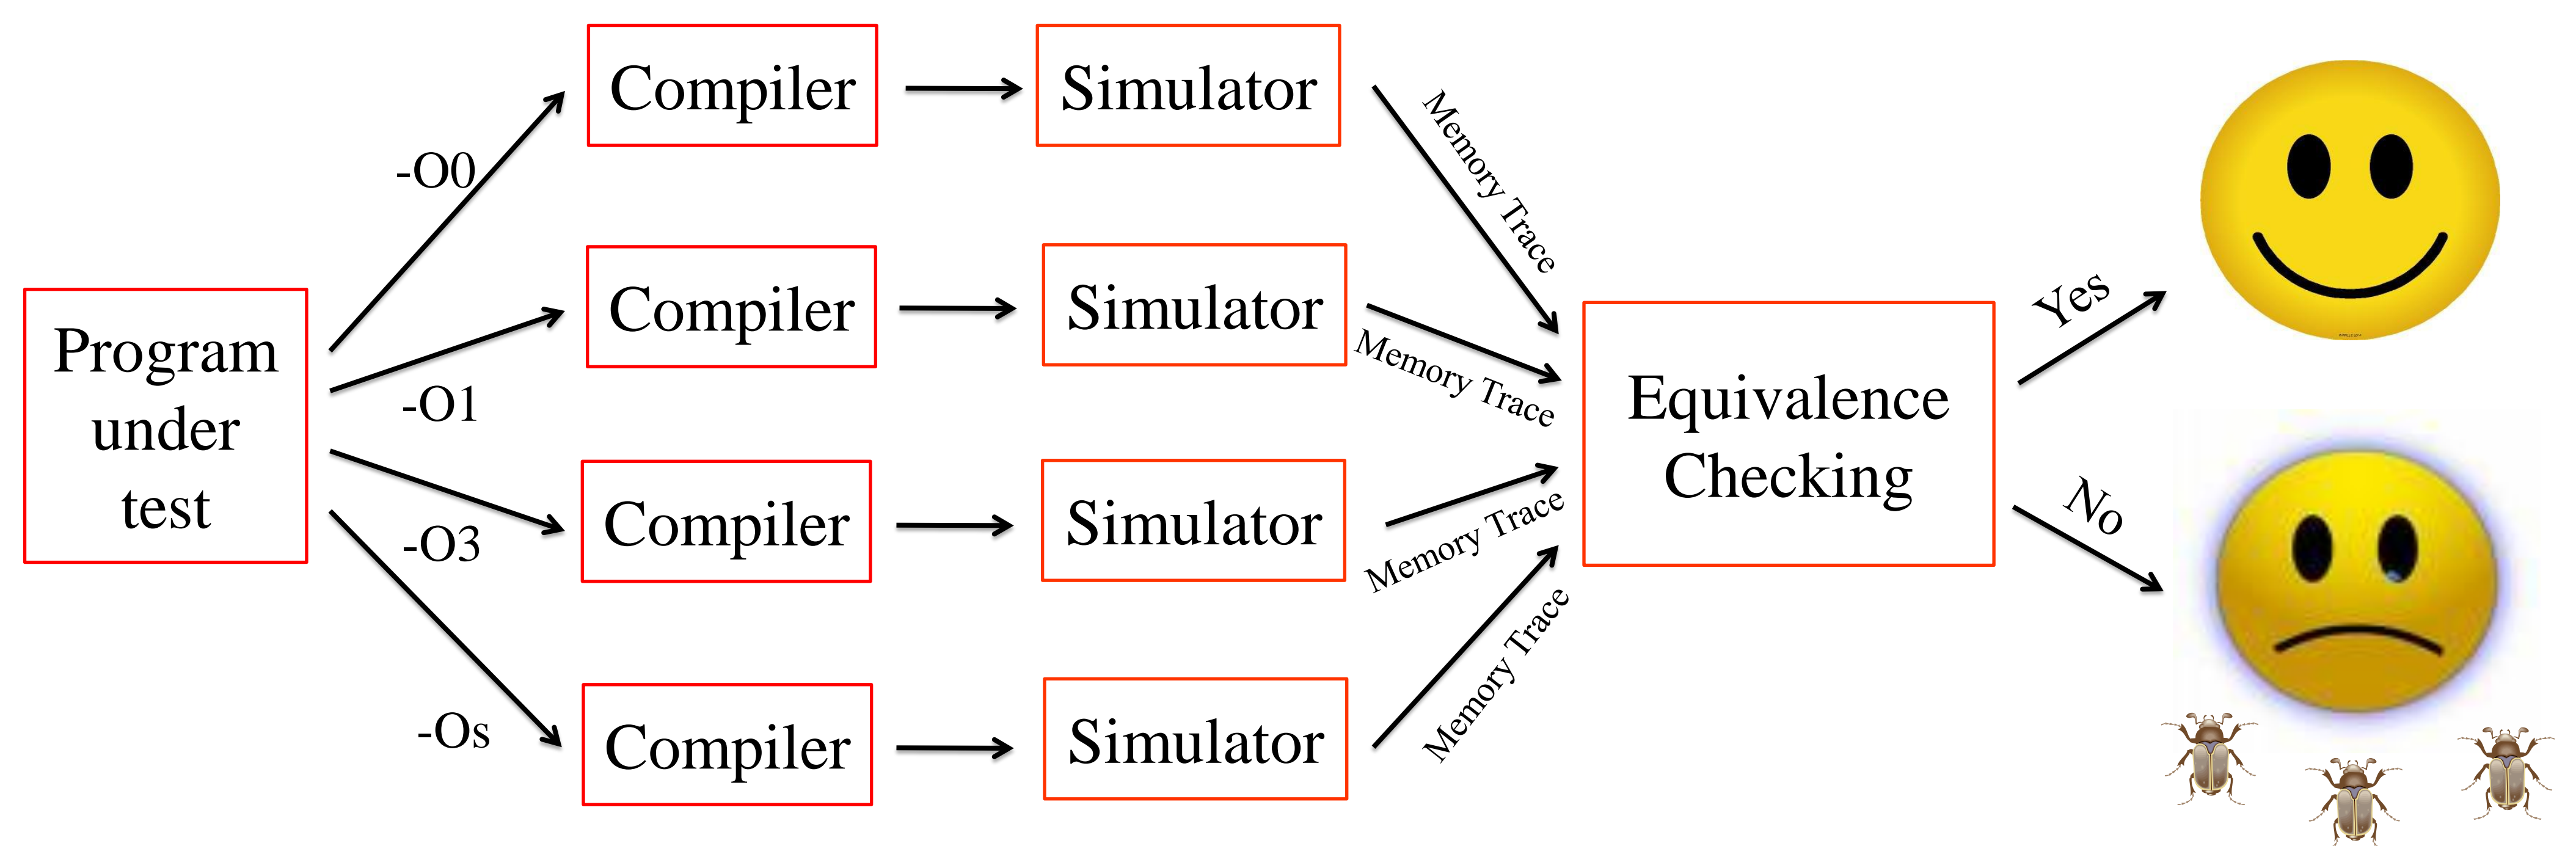 Program
under
test
-O0
-O1
-O3
-Os
Compiler
Simulator
Memory Trace
Compiler
Simulator
Memory Trace
Compiler
Simulator
Memory Trace
Compiler
Simulator
Memory Trace
Equivalence
Checking
Yes
No